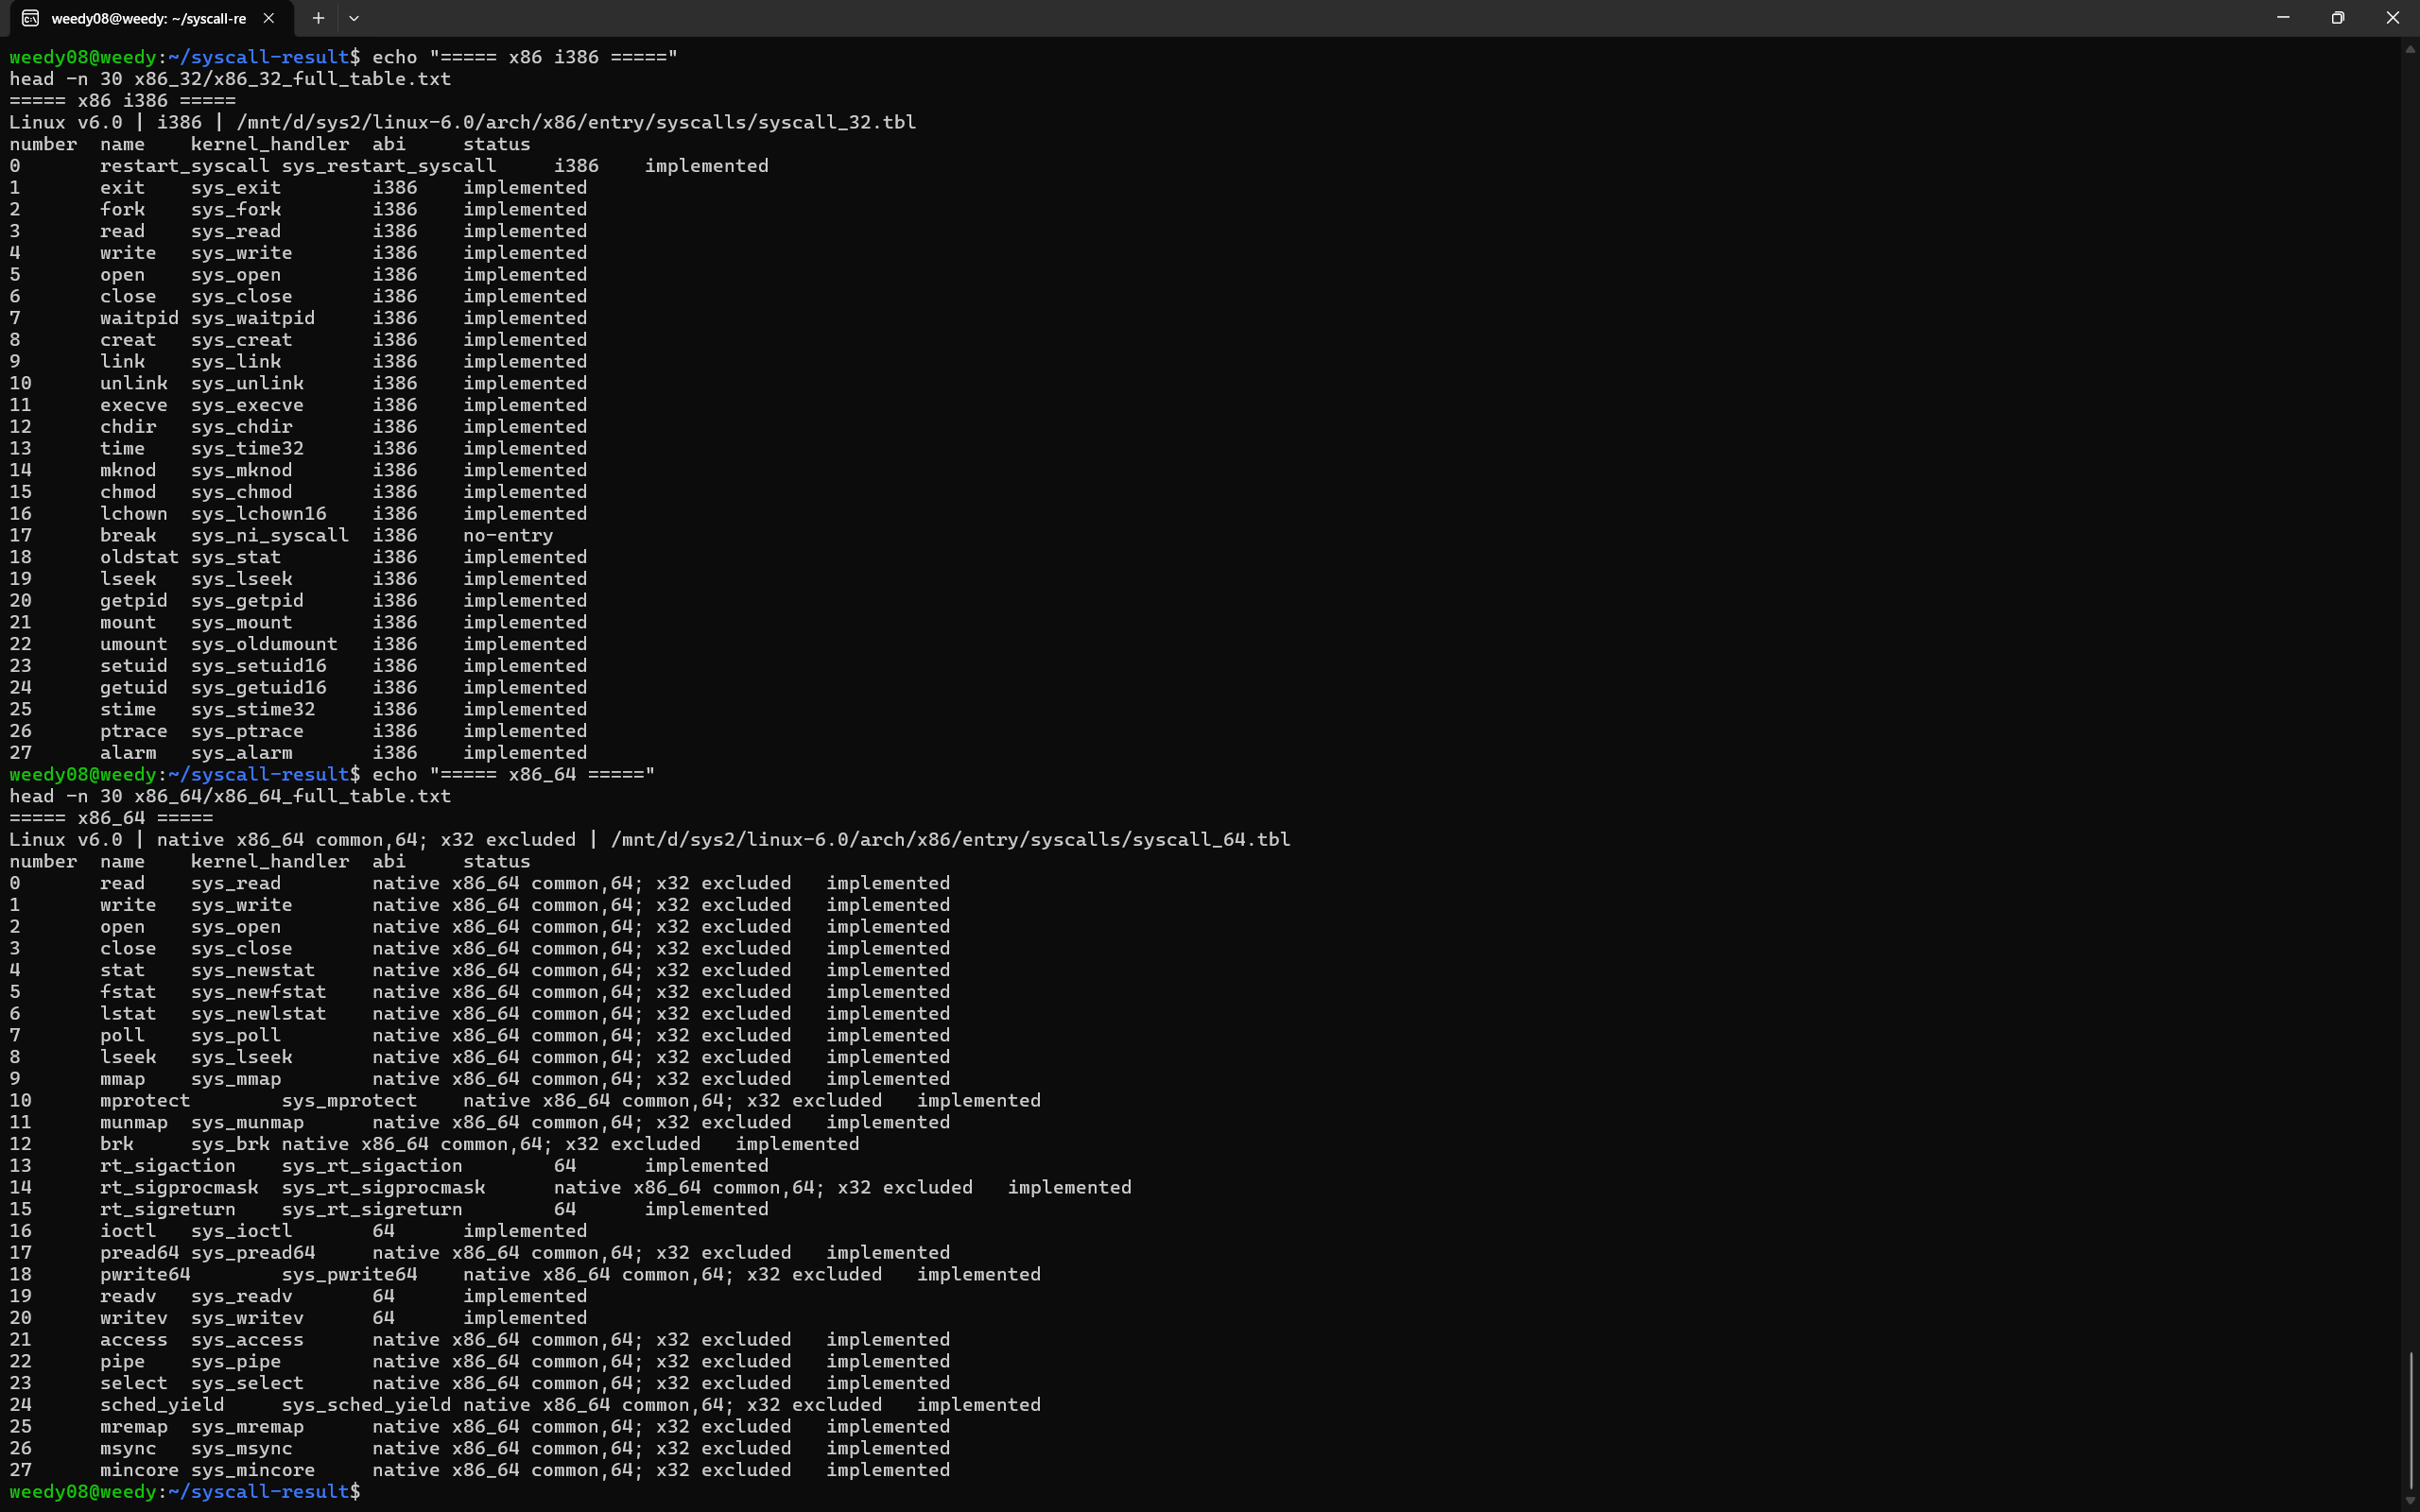 weedy08@weedy: ~/syscall-re
weedy08@weedy:~/syscall-result$ echo "===== x86 i386 ====="
head -n 30 x86_32/x86_32_full_table.txt
===== x86 i386 =====
Linux v6.0 | i386 | /mnt/d/sys2/linux-6.0/arch/x86/entry/syscalls/syscall_32.tbl
number  name    kernel_handler  abi     status
0       restart_syscall sys_restart_syscall     i386    implemented
1       exit    sys_exit        i386    implemented
2       fork    sys_fork        i386    implemented
3       read    sys_read        i386    implemented
4       write   sys_write       i386    implemented
5       open    sys_open        i386    implemented
6       close   sys_close       i386    implemented
7       waitpid sys_waitpid     i386    implemented
8       creat   sys_creat       i386    implemented
9       link    sys_link        i386    implemented
10      unlink  sys_unlink      i386    implemented
11      execve  sys_execve      i386    implemented
12      chdir   sys_chdir       i386    implemented
13      time    sys_time32      i386    implemented
14      mknod   sys_mknod       i386    implemented
15      chmod   sys_chmod       i386    implemented
16      lchown  sys_lchown16    i386    implemented
17      break   sys_ni_syscall  i386    no-entry
18      oldstat sys_stat        i386    implemented
19      lseek   sys_lseek       i386    implemented
20      getpid  sys_getpid      i386    implemented
21      mount   sys_mount       i386    implemented
22      umount  sys_oldumount   i386    implemented
23      setuid  sys_setuid16    i386    implemented
24      getuid  sys_getuid16    i386    implemented
25      stime   sys_stime32     i386    implemented
26      ptrace  sys_ptrace      i386    implemented
27      alarm   sys_alarm       i386    implemented
weedy08@weedy:~/syscall-result$ echo "===== x86_64 ====="
head -n 30 x86_64/x86_64_full_table.txt
===== x86_64 =====
Linux v6.0 | native x86_64 common,64; x32 excluded | /mnt/d/sys2/linux-6.0/arch/x86/entry/syscalls/syscall_64.tbl
number  name    kernel_handler  abi     status
0       read    sys_read        native x86_64 common,64; x32 excluded   implemented
1       write   sys_write       native x86_64 common,64; x32 excluded   implemented
2       open    sys_open        native x86_64 common,64; x32 excluded   implemented
3       close   sys_close       native x86_64 common,64; x32 excluded   implemented
4       stat    sys_newstat     native x86_64 common,64; x32 excluded   implemented
5       fstat   sys_newfstat    native x86_64 common,64; x32 excluded   implemented
6       lstat   sys_newlstat    native x86_64 common,64; x32 excluded   implemented
7       poll    sys_poll        native x86_64 common,64; x32 excluded   implemented
8       lseek   sys_lseek       native x86_64 common,64; x32 excluded   implemented
9       mmap    sys_mmap        native x86_64 common,64; x32 excluded   implemented
10      mprotect        sys_mprotect    native x86_64 common,64; x32 excluded   implemented
11      munmap  sys_munmap      native x86_64 common,64; x32 excluded   implemented
12      brk     sys_brk native x86_64 common,64; x32 excluded   implemented
13      rt_sigaction    sys_rt_sigaction        64      implemented
14      rt_sigprocmask  sys_rt_sigprocmask      native x86_64 common,64; x32 excluded   implemented
15      rt_sigreturn    sys_rt_sigreturn        64      implemented
16      ioctl   sys_ioctl       64      implemented
17      pread64 sys_pread64     native x86_64 common,64; x32 excluded   implemented
18      pwrite64        sys_pwrite64    native x86_64 common,64; x32 excluded   implemented
19      readv   sys_readv       64      implemented
20      writev  sys_writev      64      implemented
21      access  sys_access      native x86_64 common,64; x32 excluded   implemented
22      pipe    sys_pipe        native x86_64 common,64; x32 excluded   implemented
23      select  sys_select      native x86_64 common,64; x32 excluded   implemented
24      sched_yield     sys_sched_yield native x86_64 common,64; x32 excluded   implemented
25      mremap  sys_mremap      native x86_64 common,64; x32 excluded   implemented
26      msync   sys_msync       native x86_64 common,64; x32 excluded   implemented
27      mincore sys_mincore     native x86_64 common,64; x32 excluded   implemented
weedy08@weedy:~/syscall-result$